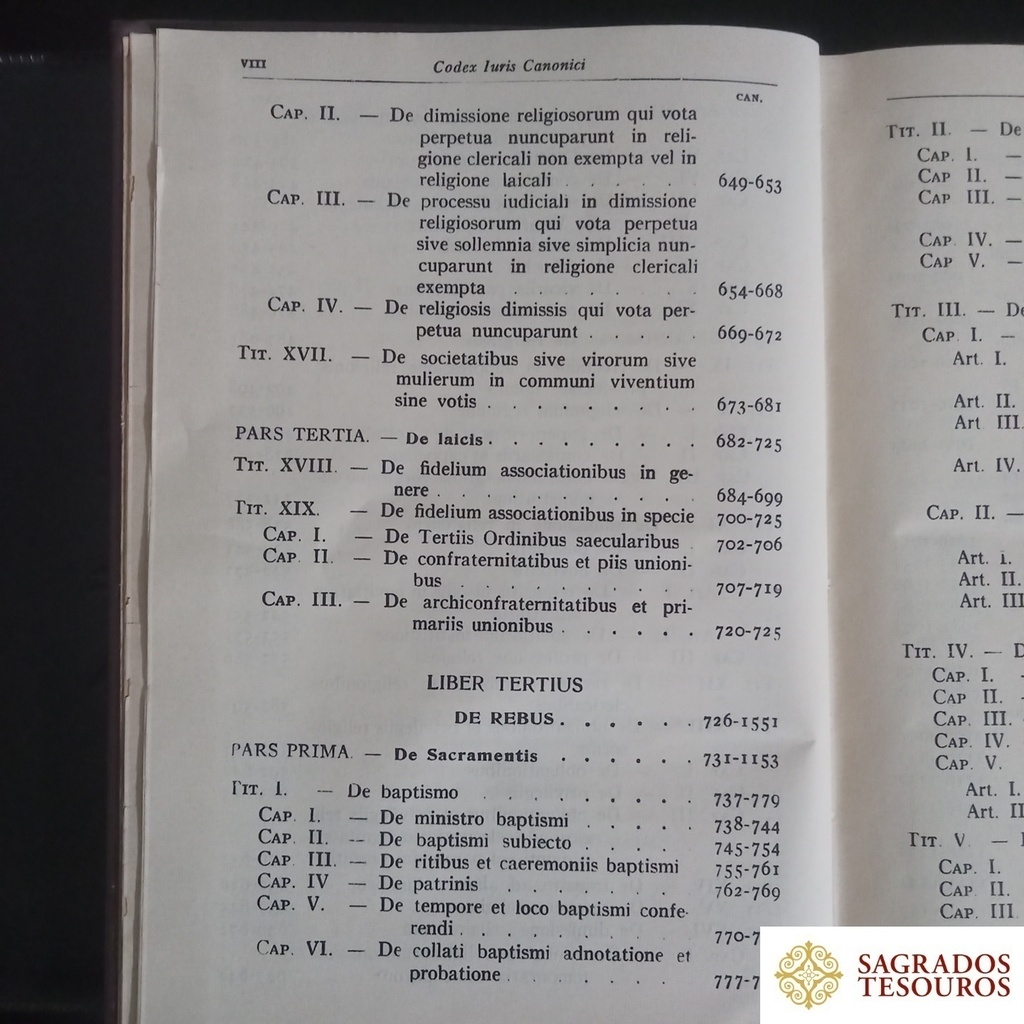 VIII Codex Iuris Canonici
CAN.
CAP. II. — De dimissione religiosorum qui vota
perpetua nuncuparunt in reli-
gione clericali non exempta vel in
religione laicali . . . . . . 649-653
CAP. III. — De processu iudiciali in dimissione
religiosorum qui vota perpetua
sive sollemnia sive simplicia nun-
cuparunt in religione clericali
exempta . . . . . . . 654-668
CAP. IV. — De religiosis dimissis qui vota per-
petua nuncuparunt . . . . . 669-672
TIT. XVII. — De societatibus sive virorum sive
mulierum in communi viventium
sine votis . . . . . . . . 673-681
PARS TERTIA. — De laicis . . . . . . . . . 682-725
TIT. XVIII. — De fidelium associationibus in ge-
nere . . . . . . . . . . 684-699
TIT. XIX. — De fidelium associationibus in specie 700-725
CAP. I. — De Tertiis Ordinibus saecularibus . 702-706
CAP. II. — De confraternitatibus et piis unioni-
bus . . . . . . . . . 707-719
CAP. III. — De archiconfraternitatibus et pri-
mariis unionibus . . . . . . 720-725
LIBER TERTIUS
DE REBUS . . . . . . 726-1551
PARS PRIMA. — De Sacramentis . . . . . . 731-1153
TIT. I. — De baptismo . . . . . . . . . 737-779
CAP. I. — De ministro baptismi . . . . . 738-744
CAP. II. — De baptismi subiecto . . . . . 745-754
CAP. III. — De ritibus et caeremoniis baptismi 755-761
CAP. IV — De patrinis . . . . . . . 762-769
CAP. V. — De tempore et loco baptismi confe-
rendi . . . . . . . . . 770-7
CAP. VI. — De collati baptismi adnotatione et
probatione . . . . . . . 777-7
TIT. II. — De
CAP. I. —
CAP II. —
CAP III. —
CAP. IV. —
CAP V. —
TIT. III. — De
CAP. I. —
Art. I.
Art. II.
Art III.
Art. IV.
CAP. II. —
Art. I.
Art. II.
Art. III
TIT. IV. — D
CAP. I.
CAP II.
CAP. III.
CAP. IV.
CAP. V.
Art. I.
Art. II
TIT. V
CAP. I.
CAP. II.
CAP. III
SAGRADOS
TESOUROS